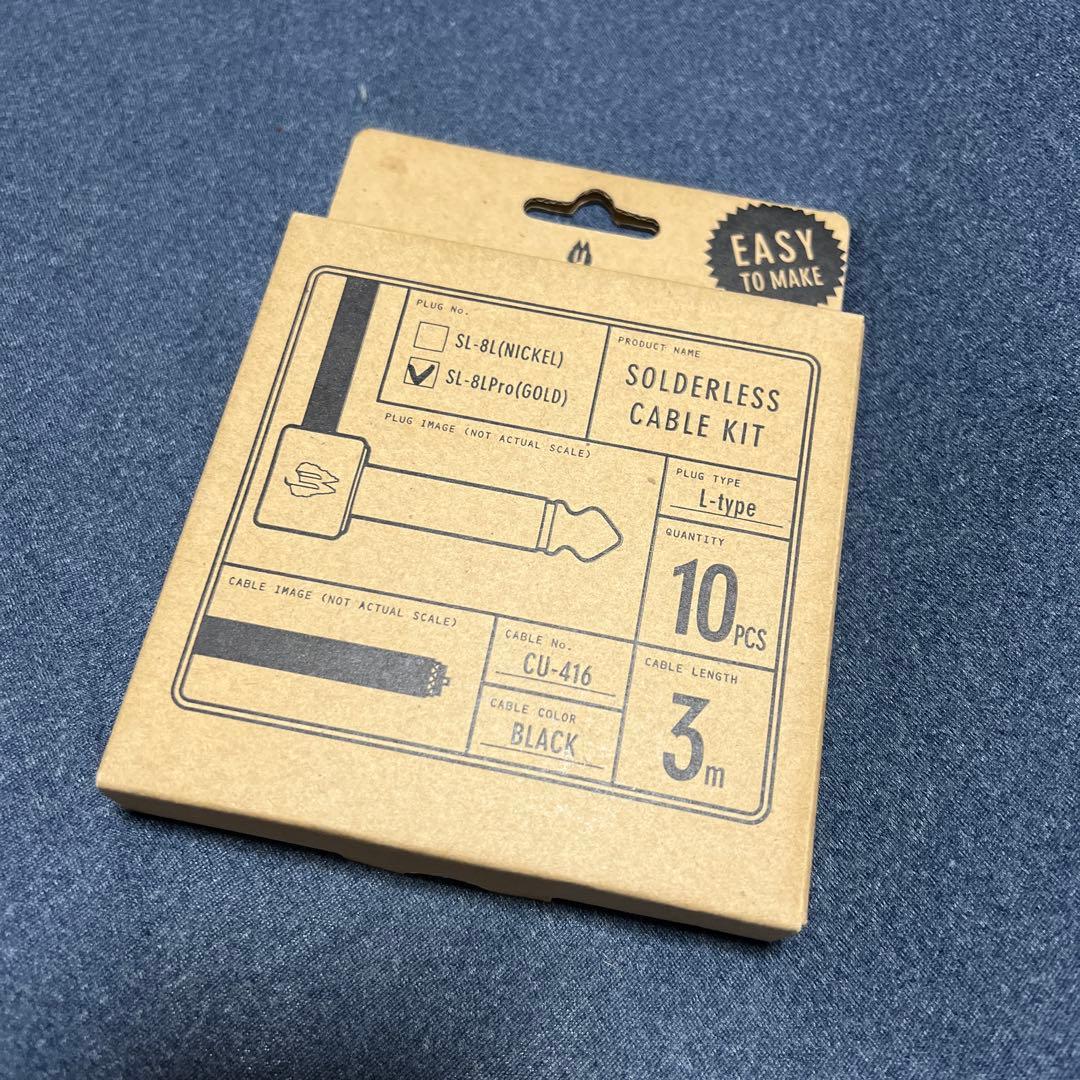 EASY
TO MAKE
PLUG No.
SL-8L(NICKEL)
SL-8LPro(GOLD)
PRODUCT NAME
SOLDERLESS
CABLE KIT
PLUG IMAGE (NOT ACTUAL SCALE)
PLUG TYPE
L-type
QUANTITY
10PCS
CABLE IMAGE (NOT ACTUAL SCALE)
CABLE No.
CU-416
CABLE COLOR
BLACK
CABLE LENGTH
3m